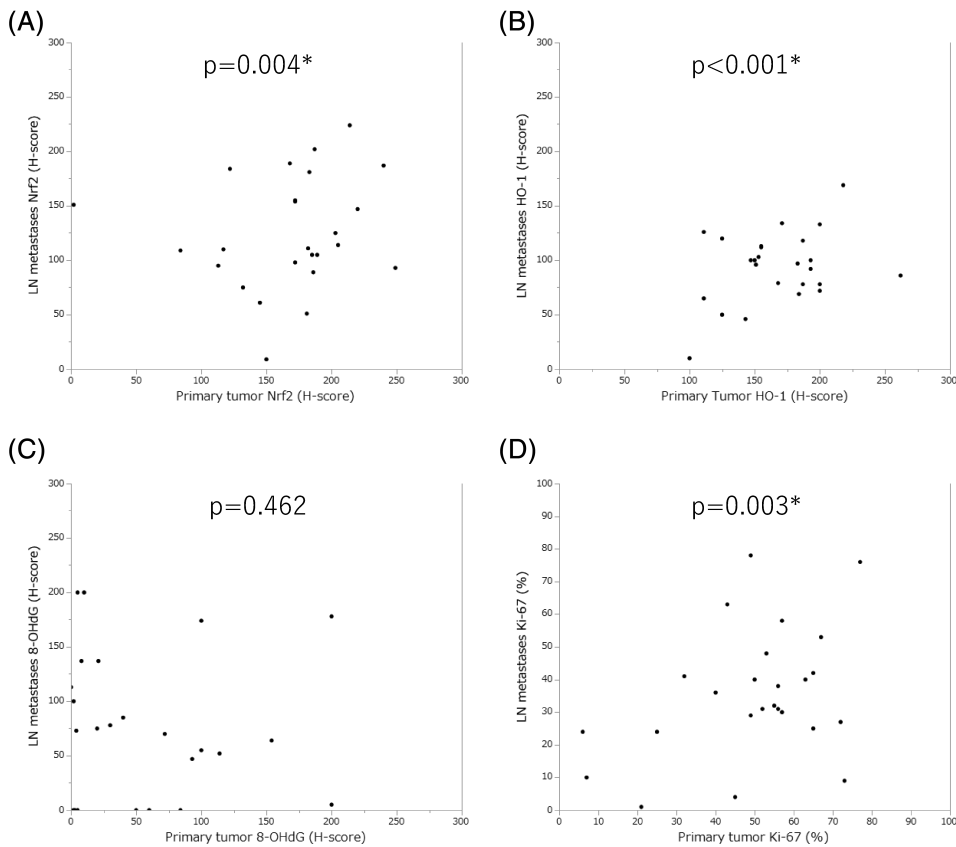 (A)
p=0.004*
300
250
200
150
100
50
0
LN metastases Nrf2 (H-score)
0 50 100 150 200 250 300
Primary tumor Nrf2 (H-score)
(B)
p<0.001*
300
250
200
150
100
50
0
LN metastases HO-1 (H-score)
0 50 100 150 200 250 300
Primary Tumor HO-1 (H-score)
(C)
p=0.462
300
250
200
150
100
50
0
LN metastases 8-OHdG (H-score)
0 50 100 150 200 250 300
Primary tumor 8-OHdG (H-score)
(D)
p=0.003*
100
90
80
70
60
50
40
30
20
10
0
LN metastases Ki-67 (%)
0 10 20 30 40 50 60 70 80 90 100
Primary tumor Ki-67 (%)